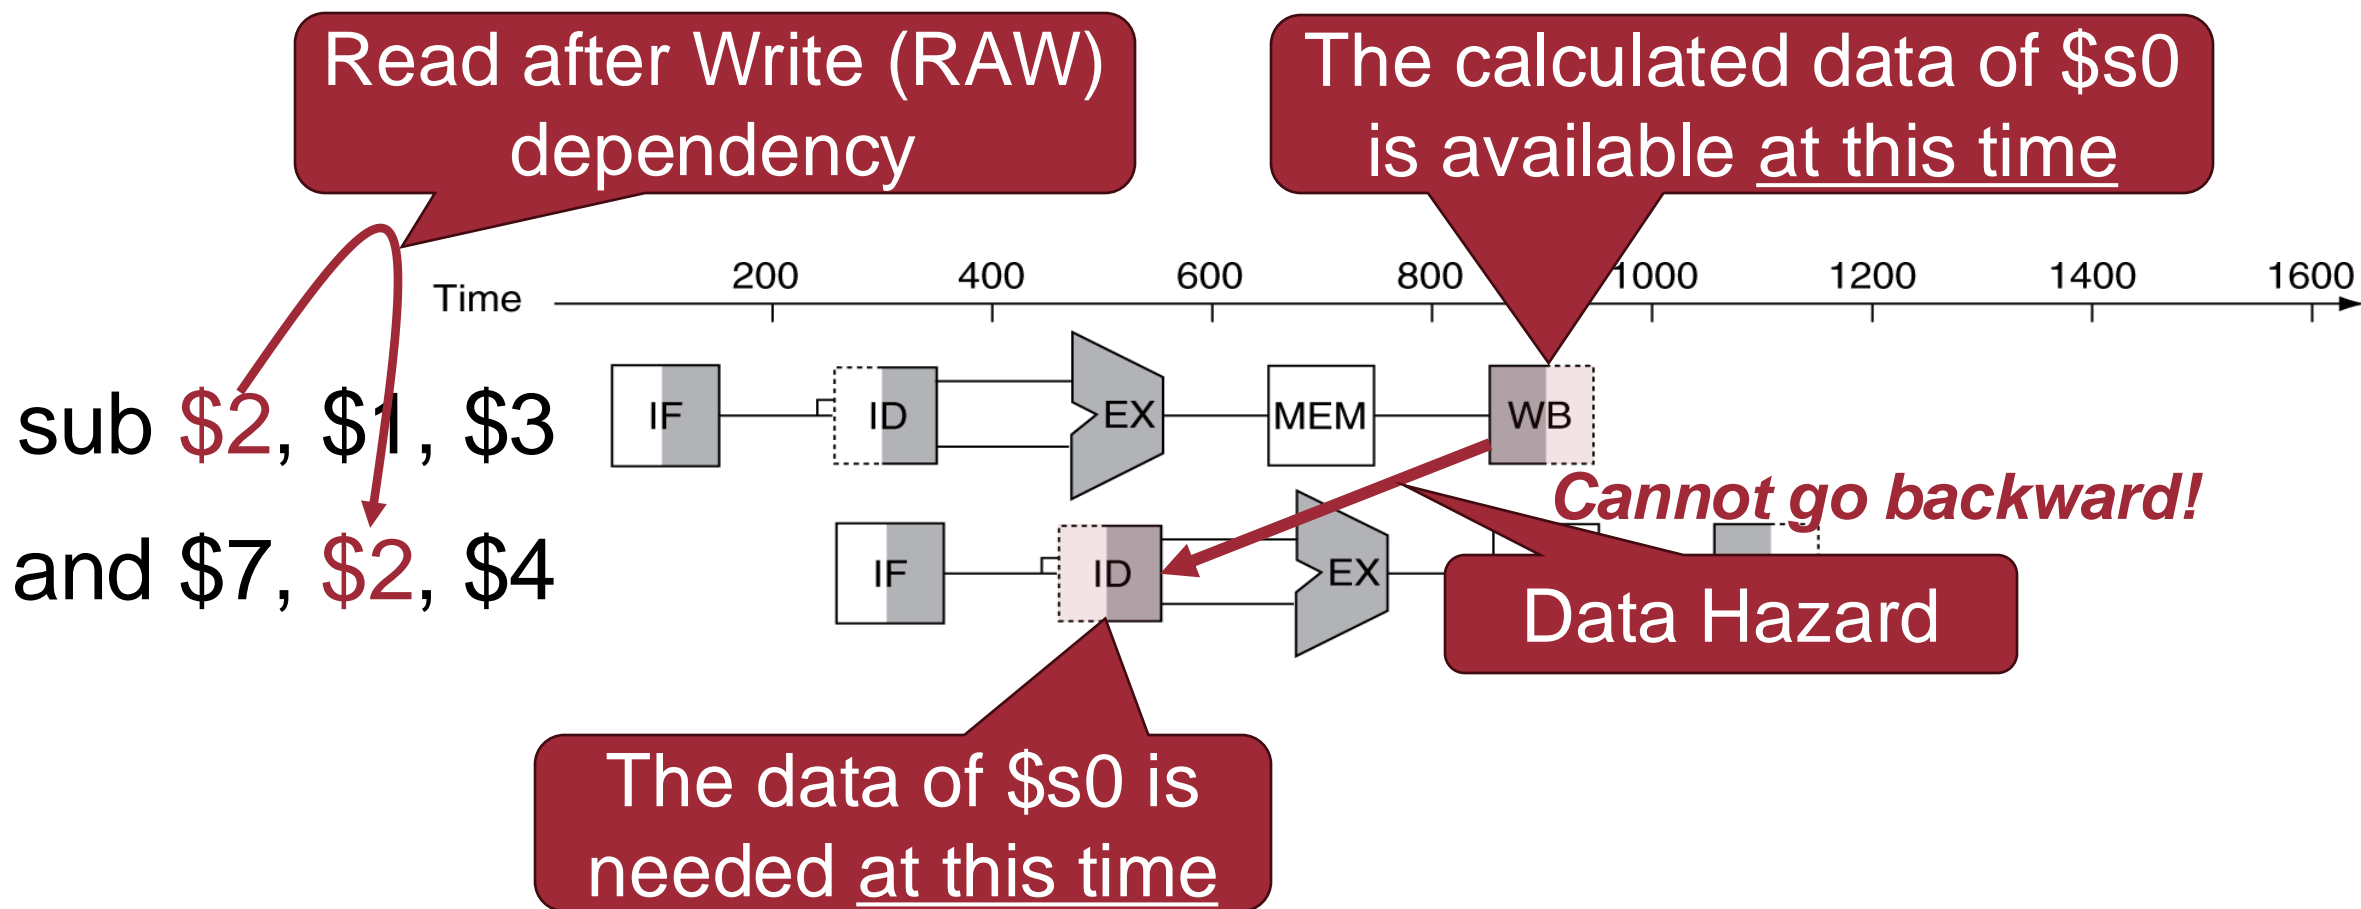 Read after Write (RAW)
dependency
The calculated data of $s0
is available at this time
Time 200 400 600 800 1000 1200 1400 1600
sub $2, $1, $3
IF ID EX MEM WB
Cannot go backward!
and $7, $2, $4
IF ID EX
Data Hazard
The data of $s0 is
needed at this time